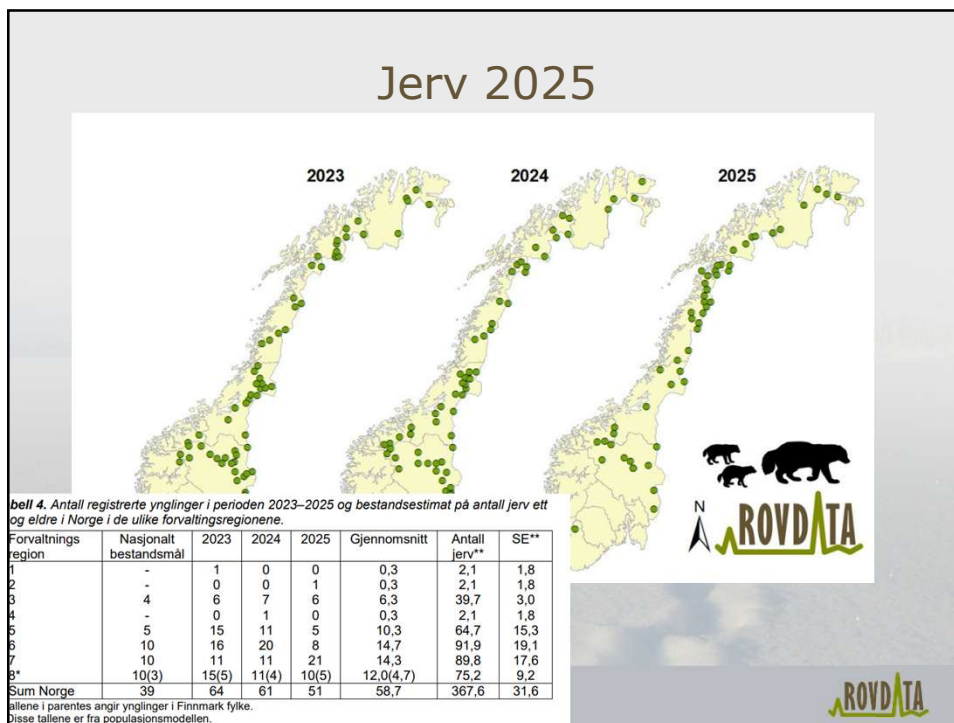 Jerv 2025
2023
2024
2025
N
ROVDATA
bell 4. Antall registrerte ynglinger i perioden 2023–2025 og bestandsestimat på antall jerv ett
og eldre i Norge i de ulike forvaltingsregionene.
Forvaltnings region Nasjonalt bestandsmål 2023 2024 2025 Gjennomsnitt Antall jerv** SE**
1 - 1 0 0 0,3 2,1 1,8
2 - 0 0 1 0,3 2,1 1,8
3 4 6 7 6 6,3 39,7 3,0
4 - 0 1 0 0,3 2,1 1,8
5 5 15 11 5 10,3 64,7 15,3
6 10 16 20 8 14,7 91,9 19,1
7 10 11 11 21 14,3 89,8 17,6
8* 10(3) 15(5) 11(4) 10(5) 12,0(4,7) 75,2 9,2
Sum Norge 39 64 61 51 58,7 367,6 31,6
allene i parentes angir ynglinger i Finnmark fylke.
Disse tallene er fra populasjonsmodellen.
ROVDATA